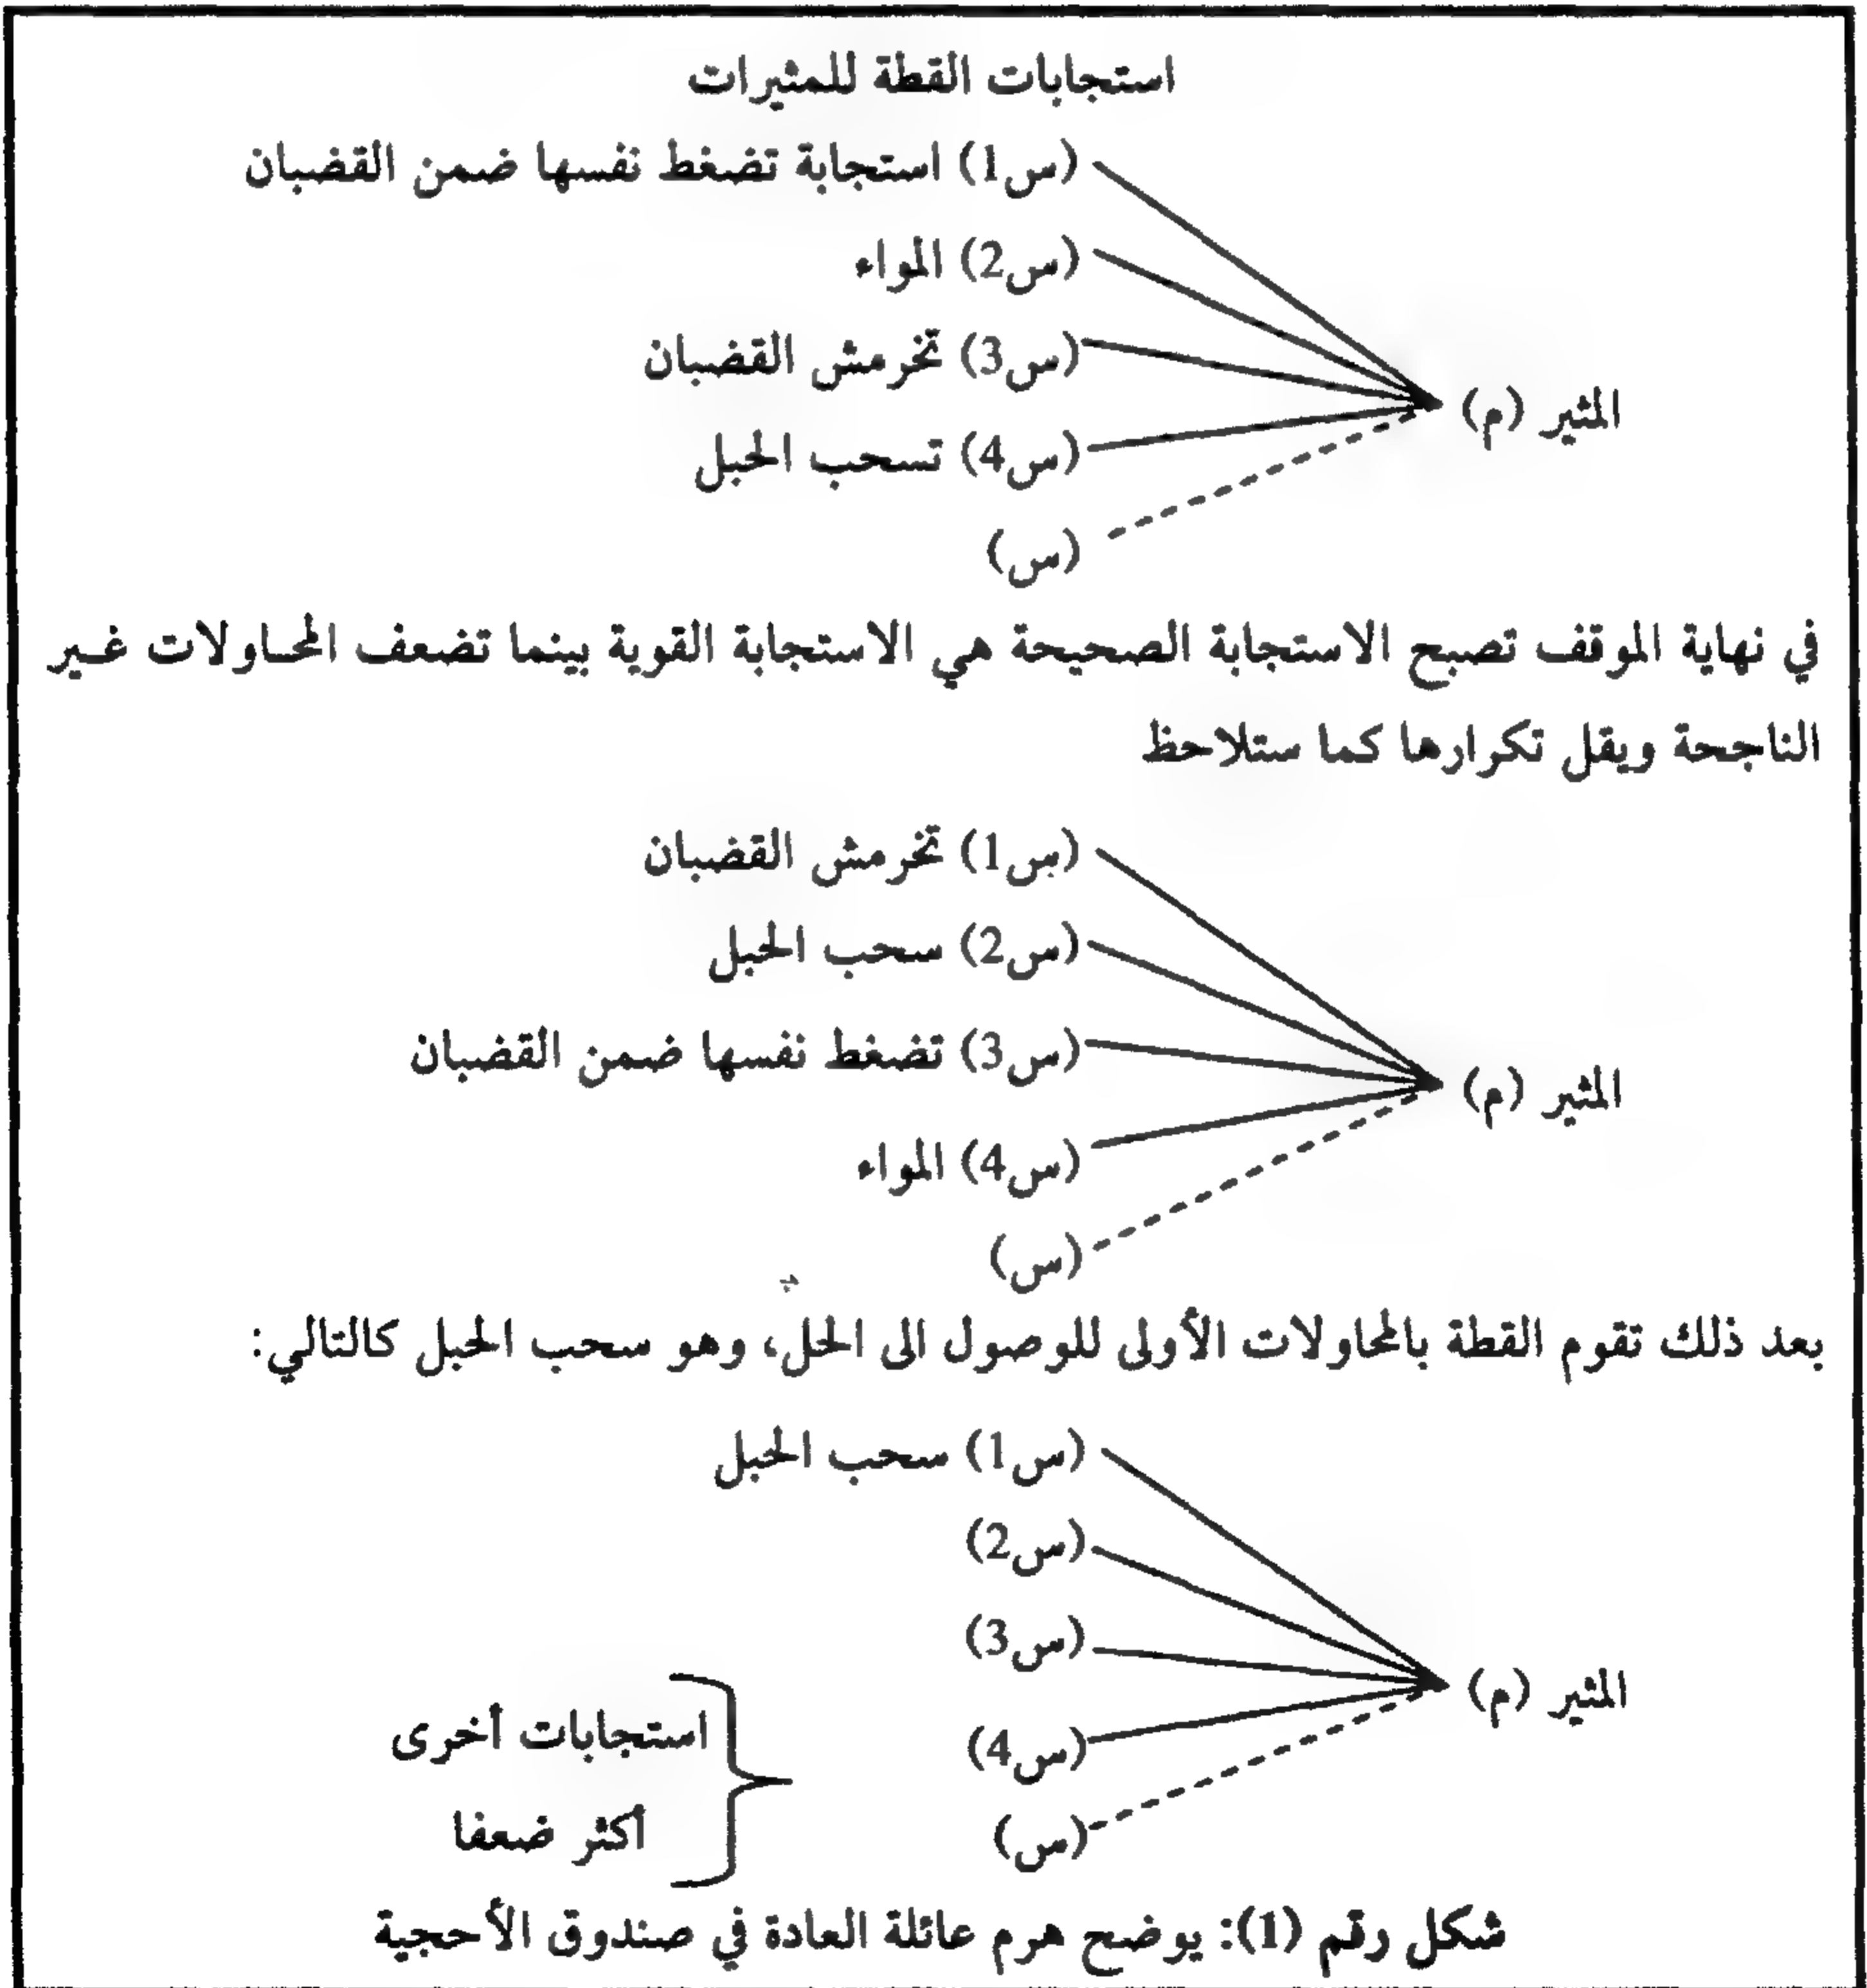 استجابات القطة للمثيرات
(س1) استجابة تضغط نفسها ضمن القضبان
(س2) المواء
(س3) تخرمش القضبان
المثير (م)
(س4) تسحب الحبل
(س)
في نهاية الموقف تصبح الاستجابة الصحيحة هي الاستجابة القوية بينما تضعف المحاولات غير
الناجحة ويقل تكرارها كما ستلاحظ
(س1) تخرمش القضبان
(س2) سحب الحبل
(س3) تضغط نفسها ضمن القضبان
المثير (م)
(س4) المواء
(س)
بعد ذلك تقوم القطة بالمحاولات الأولى للوصول الى الحل، وهو سحب الحبل كالتالي:
(س1) سحب الحبل
(س2)
(س3)
المثير (م)
(س4)
استجابات أخرى
أكثر ضعفا
(س)
شكل رقم (1): يوضح هرم عائلة العادة في صندوق الأحجية